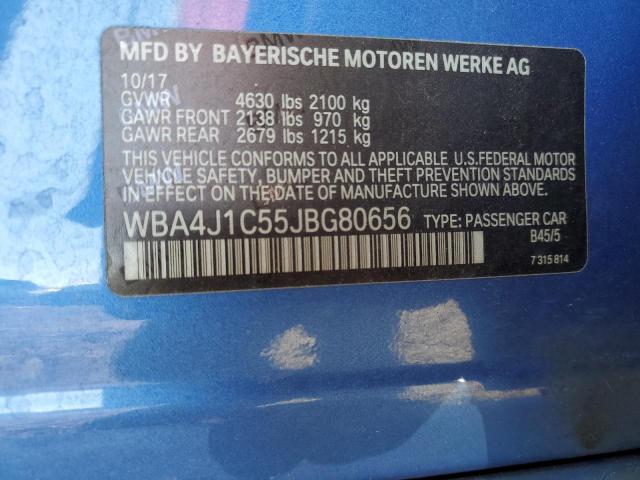 MFD BY BAYERISCHE MOTOREN WERKE AG
10/17
GVWR 4630 lbs 2100 kg
GAWR FRONT 2138 lbs 970 kg
GAWR REAR 2679 lbs 1215 kg
THIS VEHICLE CONFORMS TO ALL APPLICABLE U.S.FEDERAL MOTOR
VEHICLE SAFETY, BUMPER AND THEFT PREVENTION STANDARDS
IN EFFECT ON THE DATE OF MANUFACTURE SHOWN ABOVE.
WBA4J1C55JBG80656 TYPE: PASSENGER CAR
B45/5
7 315 814